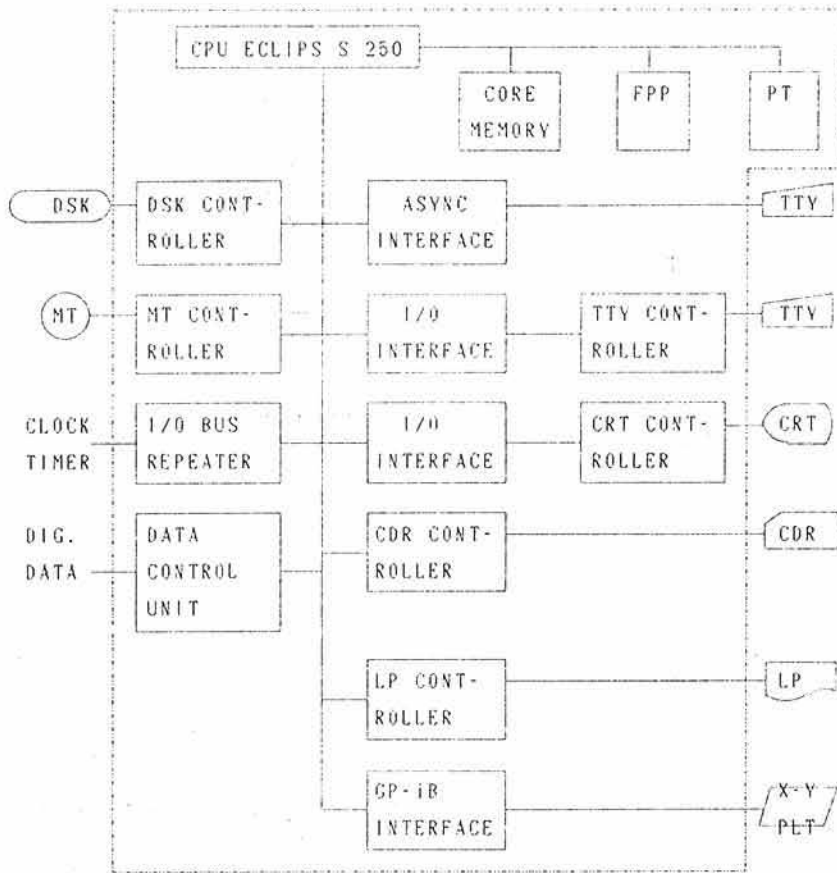 CPU ECLIPS S 250
CORE
MEMORY
FPP
PT
DSK
DSK CONT-
ROLLER
ASYNC
INTERFACE
TTY
MT
MT CONT-
ROLLER
I/O
INTERFACE
TTY CONT-
ROLLER
TTY
CLOCK
TIMER
I/O BUS
REPEATER
I/O
INTERFACE
CRT CONT-
ROLLER
CRT
DIG.
DATA
DATA
CONTROL
UNIT
CDR CONT-
ROLLER
CDR
LP CONT-
ROLLER
LP
GP-iB
INTERFACE
X-Y
PLT